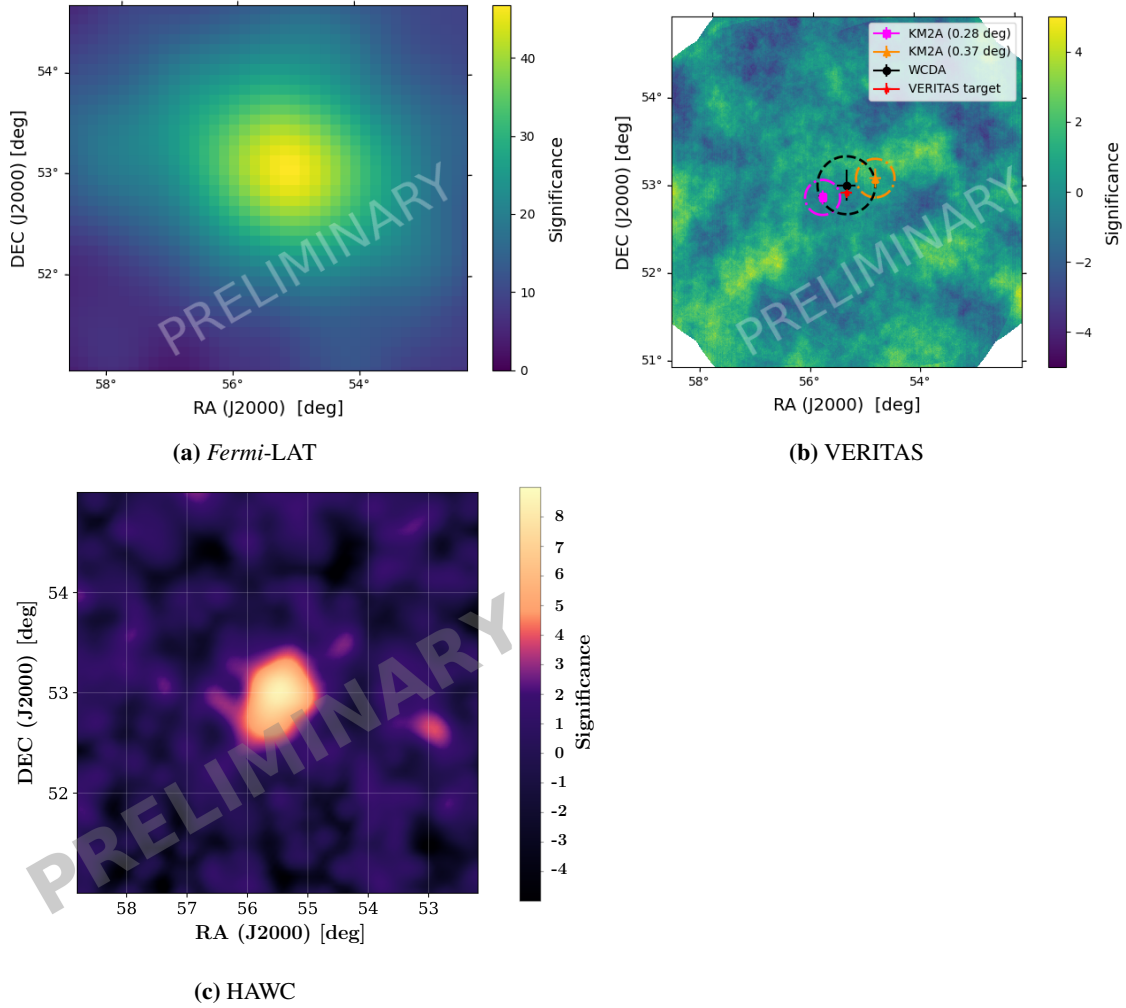 54°
53°
52°
58°
56°
54°
DEC (J2000) [deg]
RA (J2000) [deg]
PRELIMINARY
40
30
20
10
0
Significance
(a) Fermi-LAT
KM2A (0.28 deg)
KM2A (0.37 deg)
WCDA
VERITAS target
54°
53°
52°
51°
58°
56°
54°
DEC (J2000) [deg]
RA (J2000) [deg]
PRELIMINARY
4
2
0
−2
−4
Significance
(b) VERITAS
54
53
52
58
57
56
55
54
53
DEC (J2000) [deg]
RA (J2000) [deg]
PRELIMINARY
8
7
6
5
4
3
2
1
0
-1
-2
-3
-4
Significance
(c) HAWC